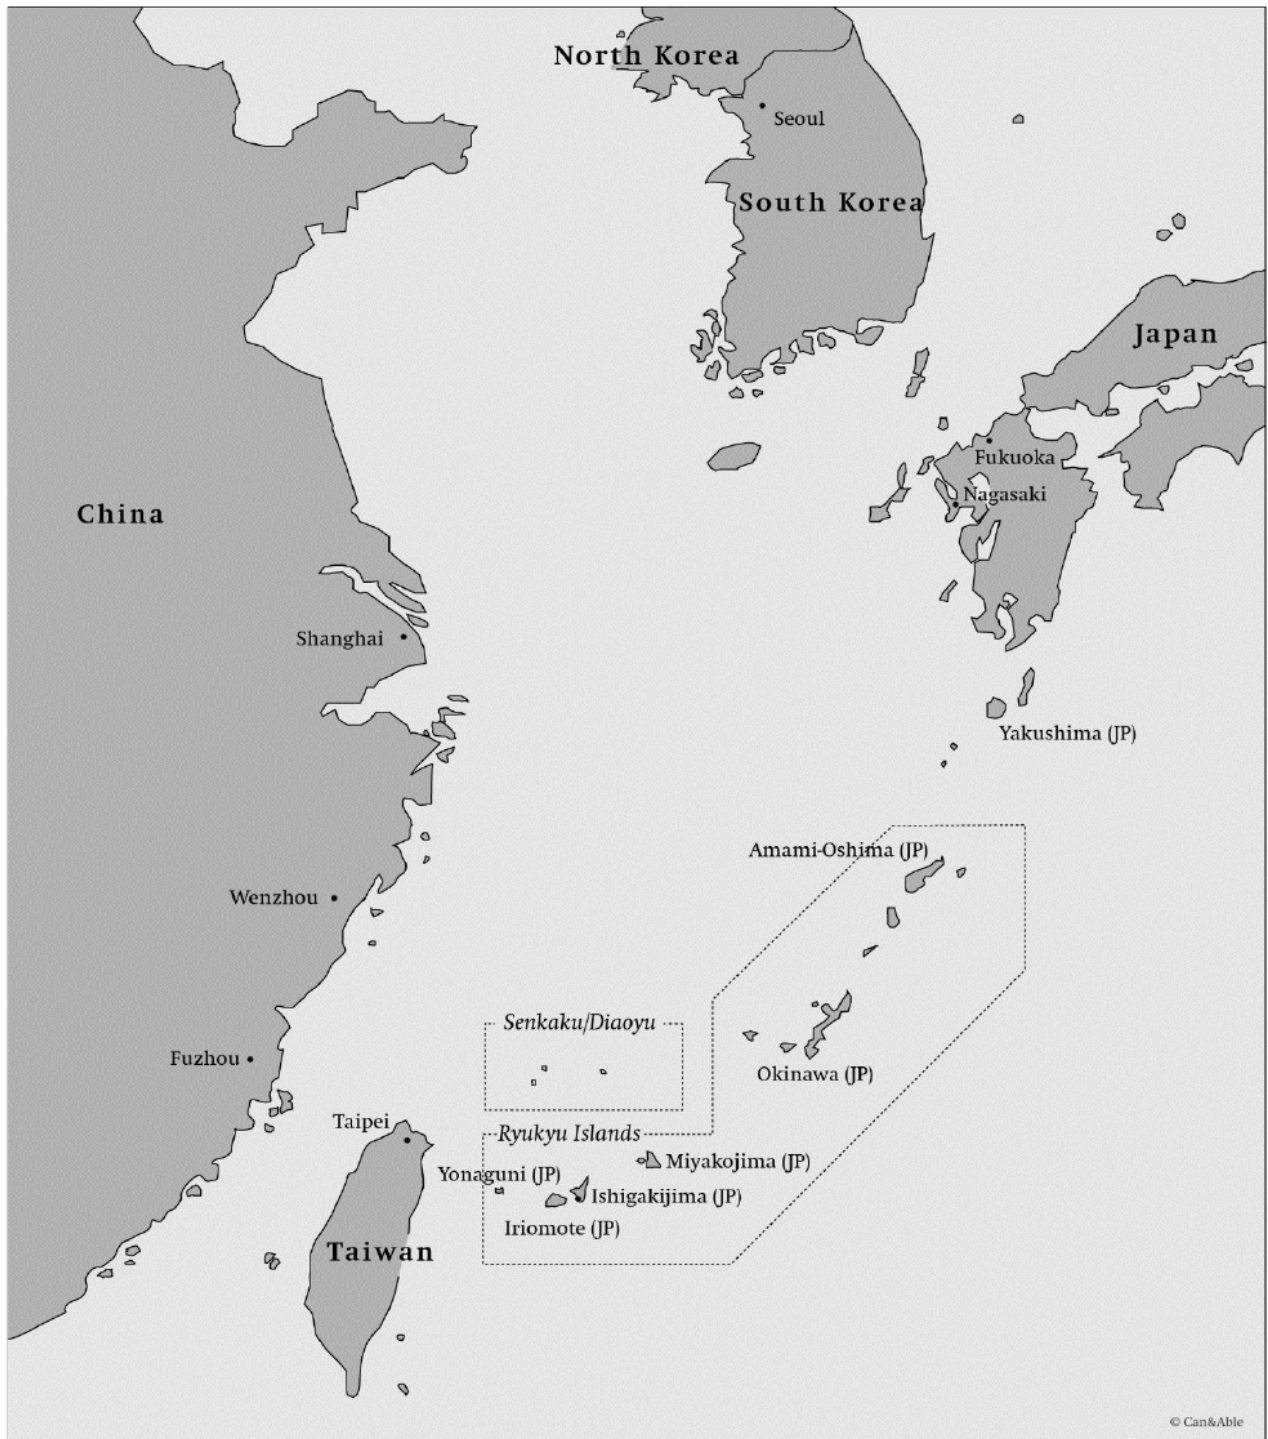 North Korea
Seoul
South Korea
Japan
Fukuoka
Nagasaki
China
Shanghai
Yakushima (JP)
Amami-Oshima (JP)
Wenzhou
Senkaku/Diaoyu
Fuzhou
Okinawa (JP)
Taipei
Ryukyu Islands
Miyakojima (JP)
Yonaguni (JP)
Ishigakijima (JP)
Iriomote (JP)
Taiwan
© Can&Able